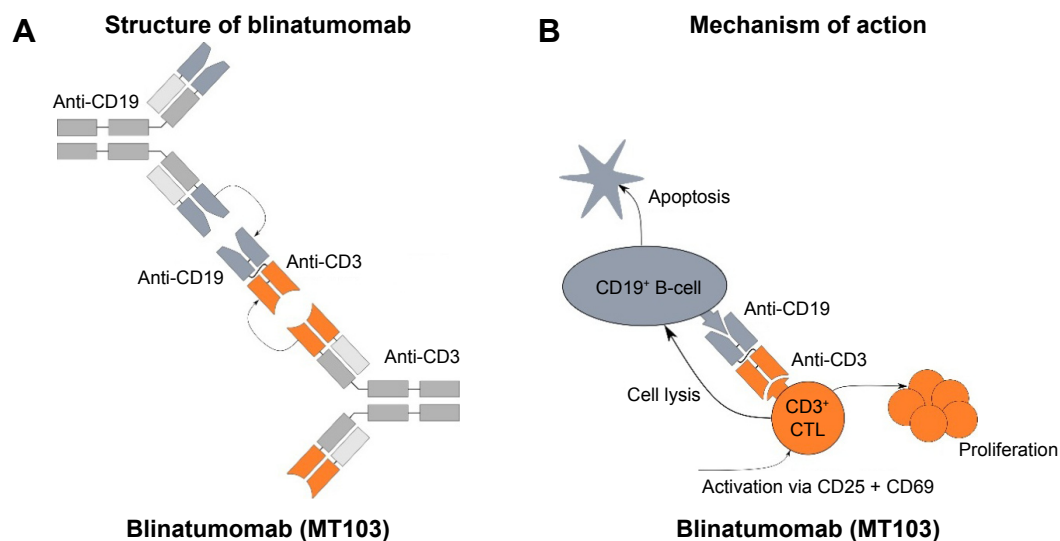 A
Structure of blinatumomab
Anti-CD19
Anti-CD19
Anti-CD3
Anti-CD3
Blinatumomab (MT103)
B
Mechanism of action
Apoptosis
CD19⁺ B-cell
Anti-CD19
Anti-CD3
Cell lysis
CD3⁺
CTL
Proliferation
Activation via CD25 + CD69
Blinatumomab (MT103)